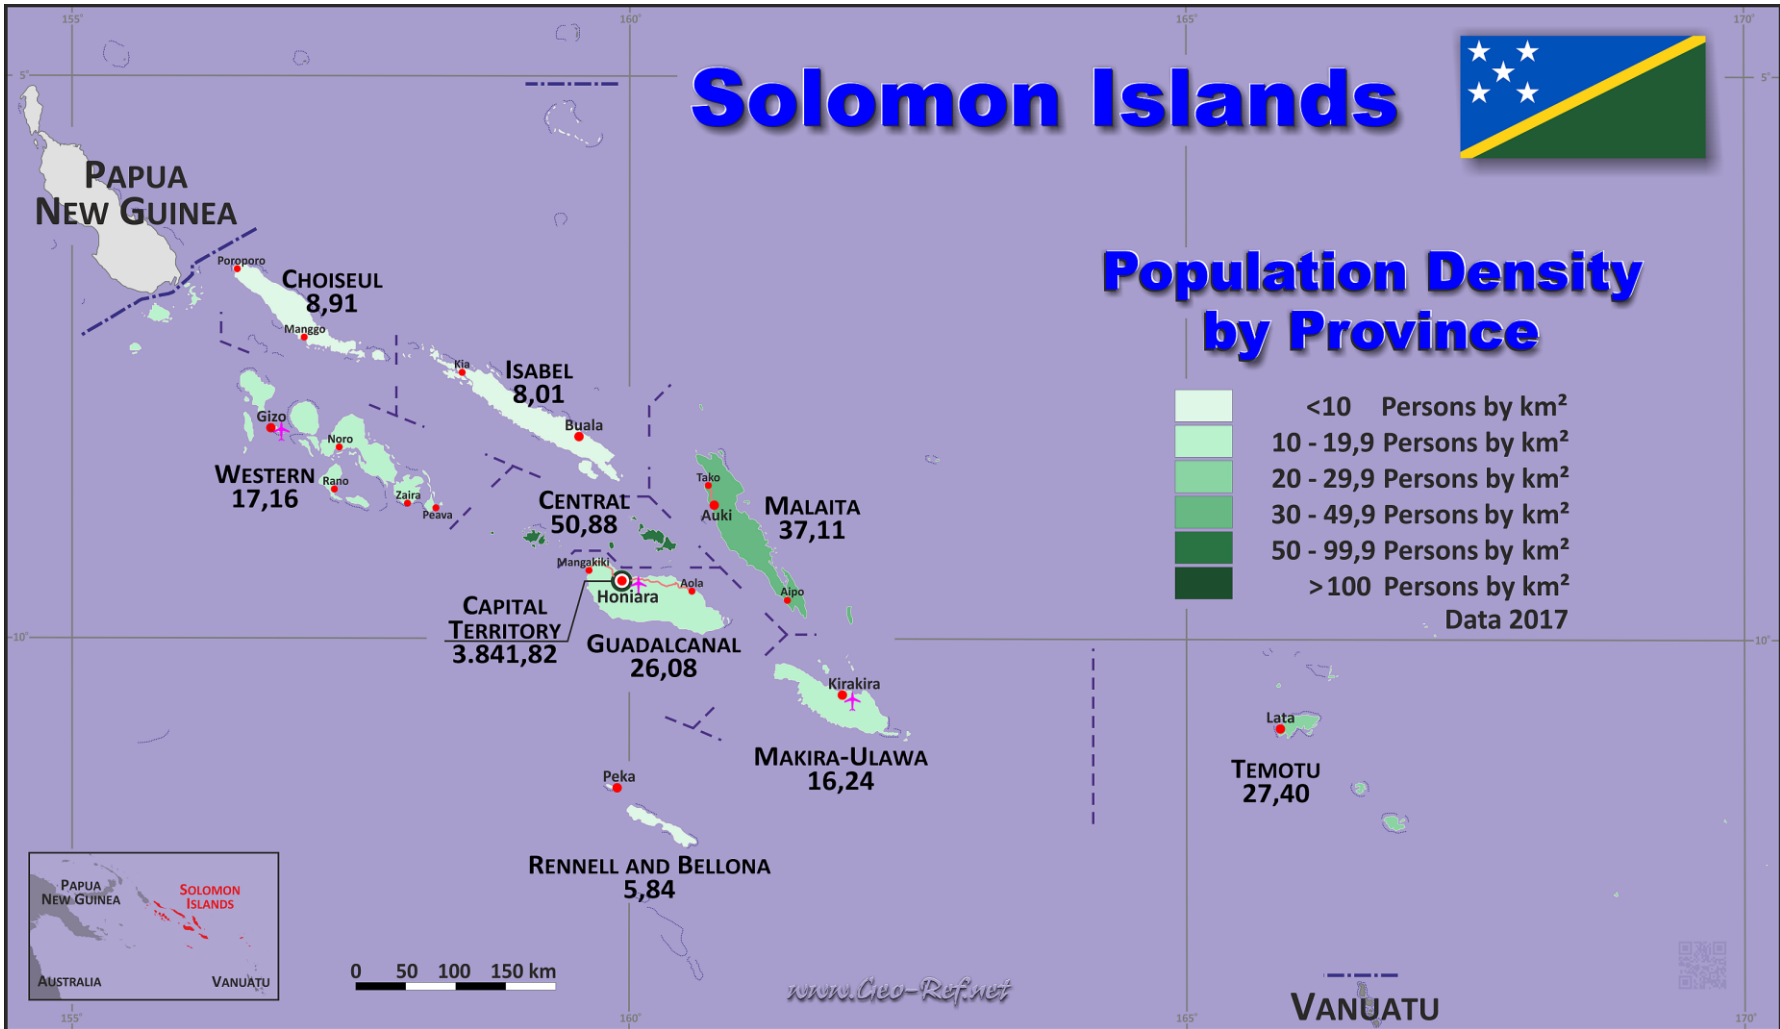 155°
160°
165°
170°
5°
5°
Solomon Islands
PAPUA
NEW GUINEA
Poroporo
CHOISEUL
8,91
Manggo
Population Density
by Province
Kia
ISABEL
8,01
Buala
<10 Persons by km²
10 - 19,9 Persons by km²
20 - 29,9 Persons by km²
30 - 49,9 Persons by km²
50 - 99,9 Persons by km²
>100 Persons by km²
Data 2017
Gizo
Noro
WESTERN
17,16
Rano
Zaira
Peava
CENTRAL
50,88
Tako
Auki
MALAITA
37,11
Mangakiki
Honiara
Aola
Aipo
CAPITAL
TERRITORY
3.841,82
GUADALCANAL
26,08
10°
10°
Kirakira
MAKIRA-ULAWA
16,24
Lata
TEMOTU
27,40
Peka
RENNELL AND BELLONA
5,84
PAPUA
NEW GUINEA
SOLOMON
ISLANDS
AUSTRALIA
VANUATU
0 50 100 150 km
www.Geo-Ref.net
VANUATU
155°
160°
165°
170°